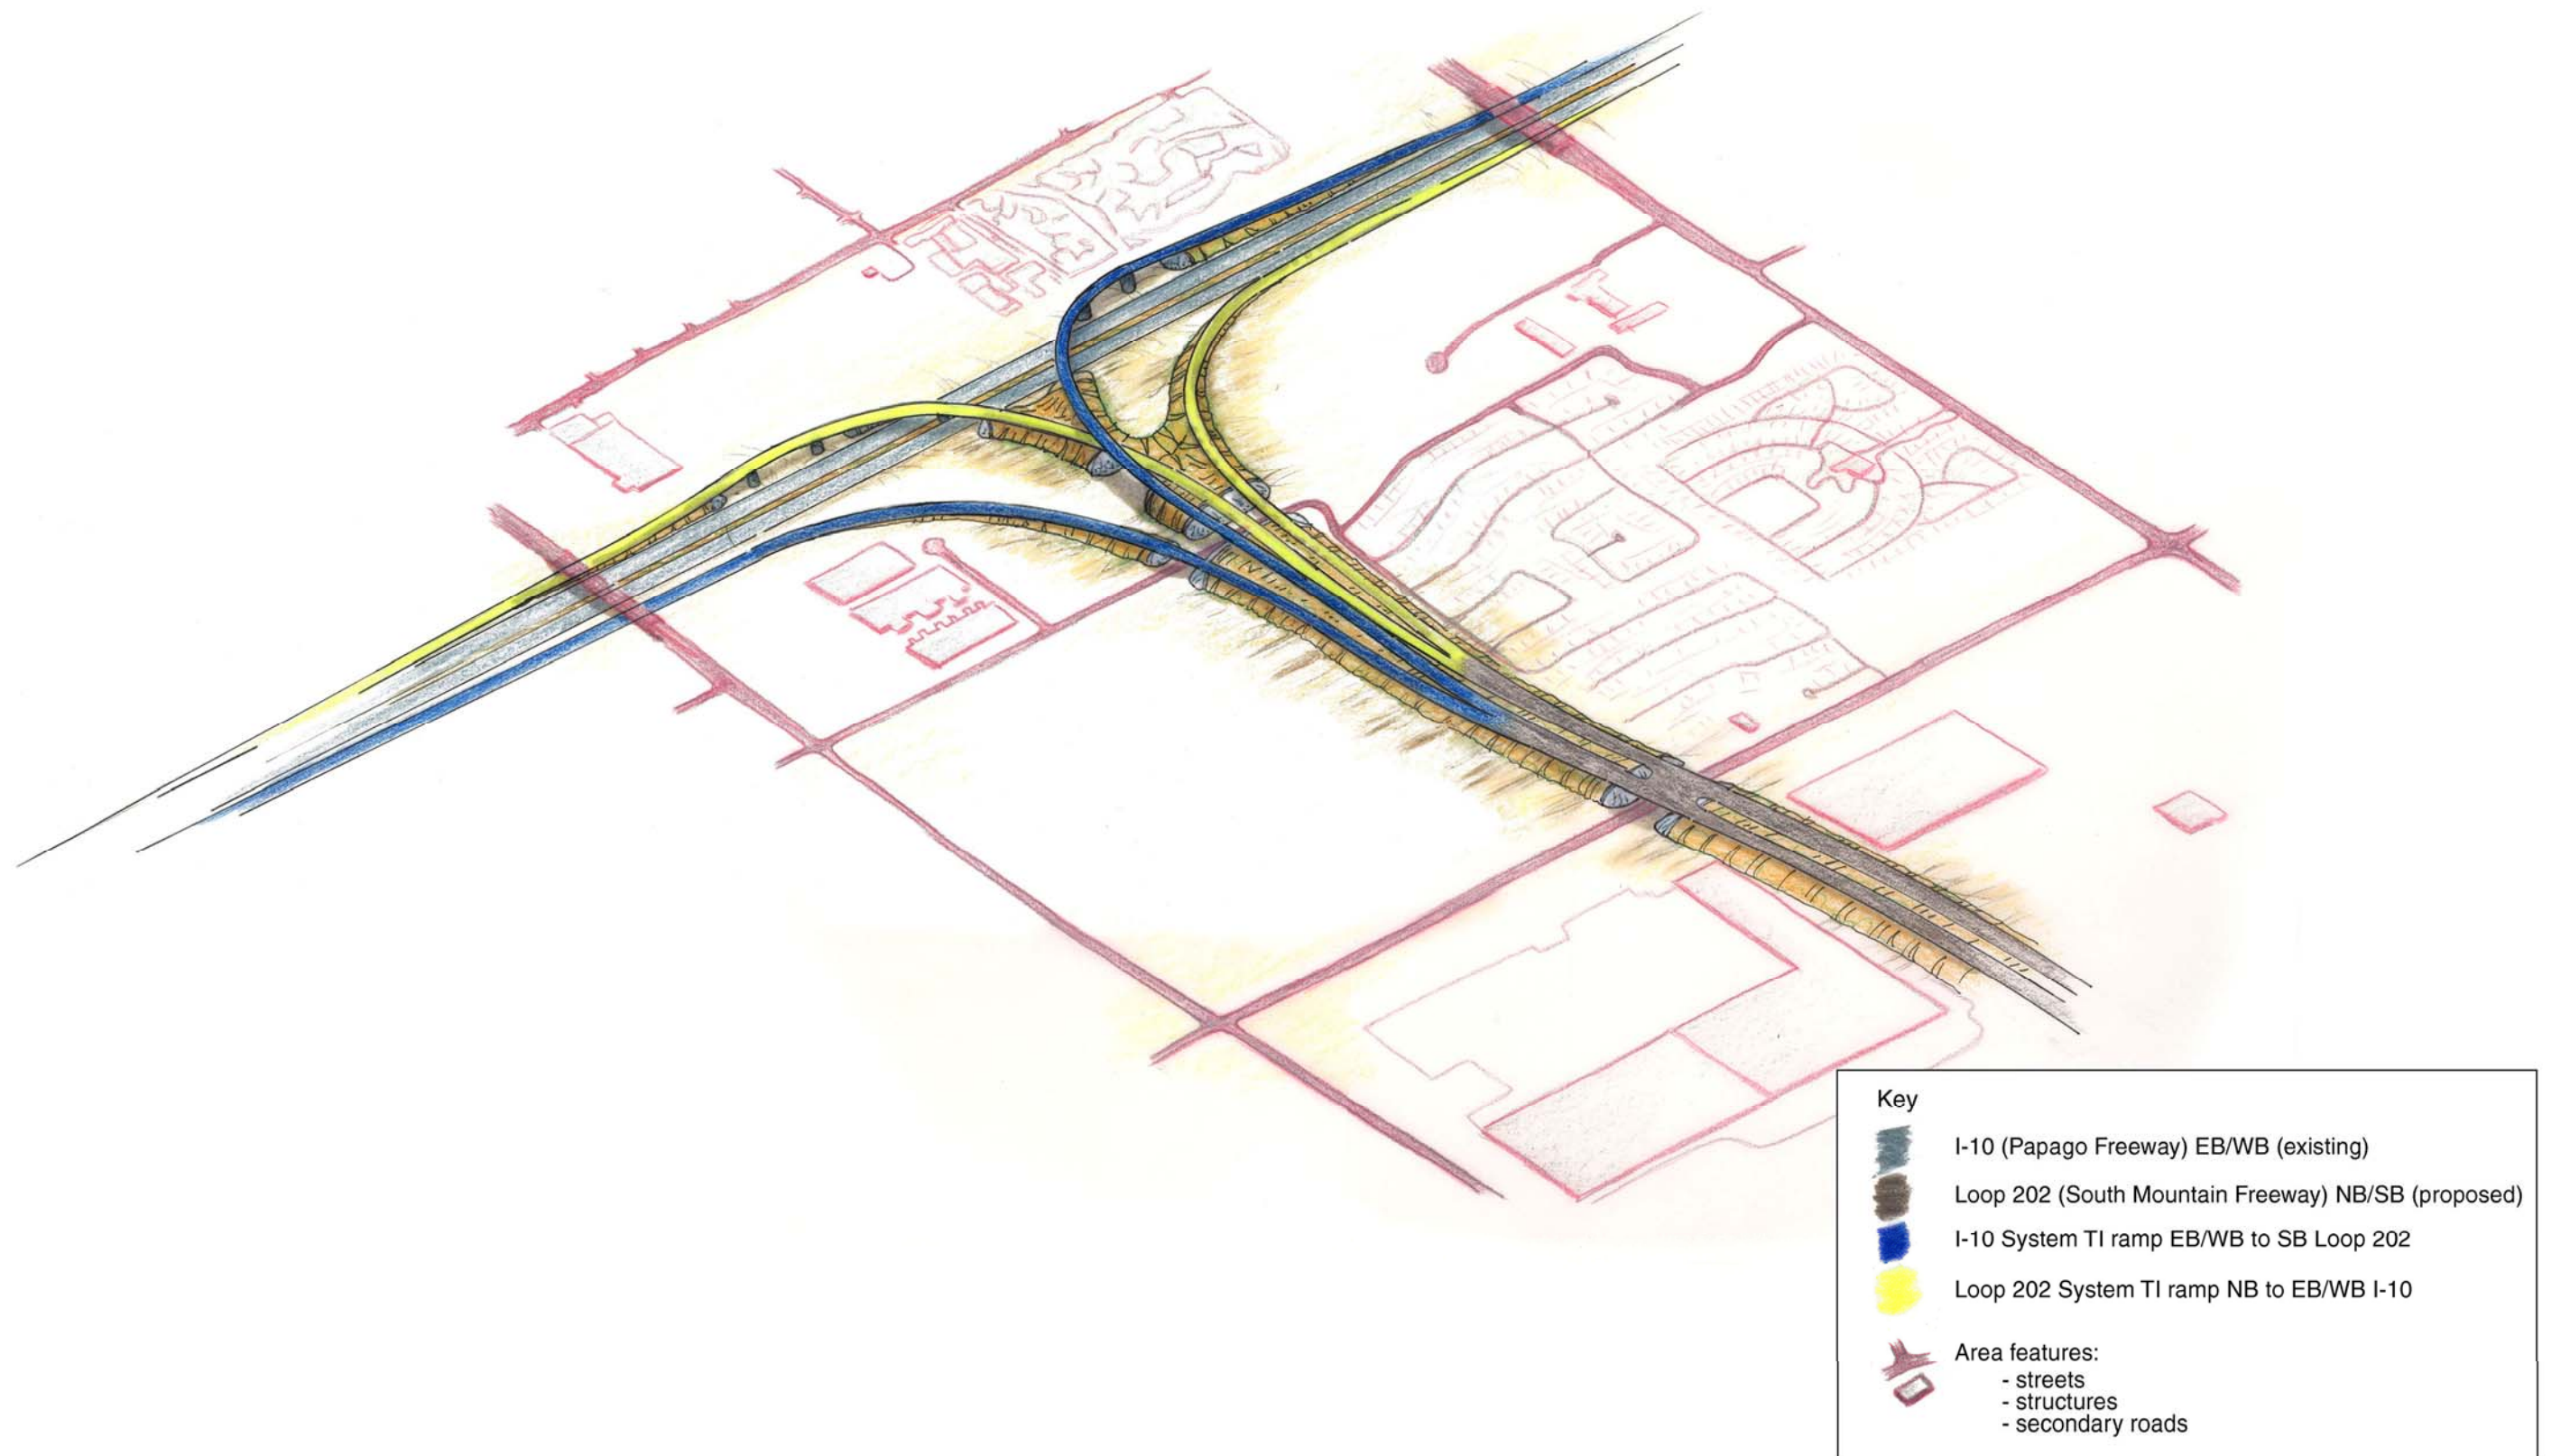 Key
I-10 (Papago Freeway) EB/WB (existing)
Loop 202 (South Mountain Freeway) NB/SB (proposed)
I-10 System TI ramp EB/WB to SB Loop 202
Loop 202 System TI ramp NB to EB/WB I-10
Area features:
- streets
- structures
- secondary roads